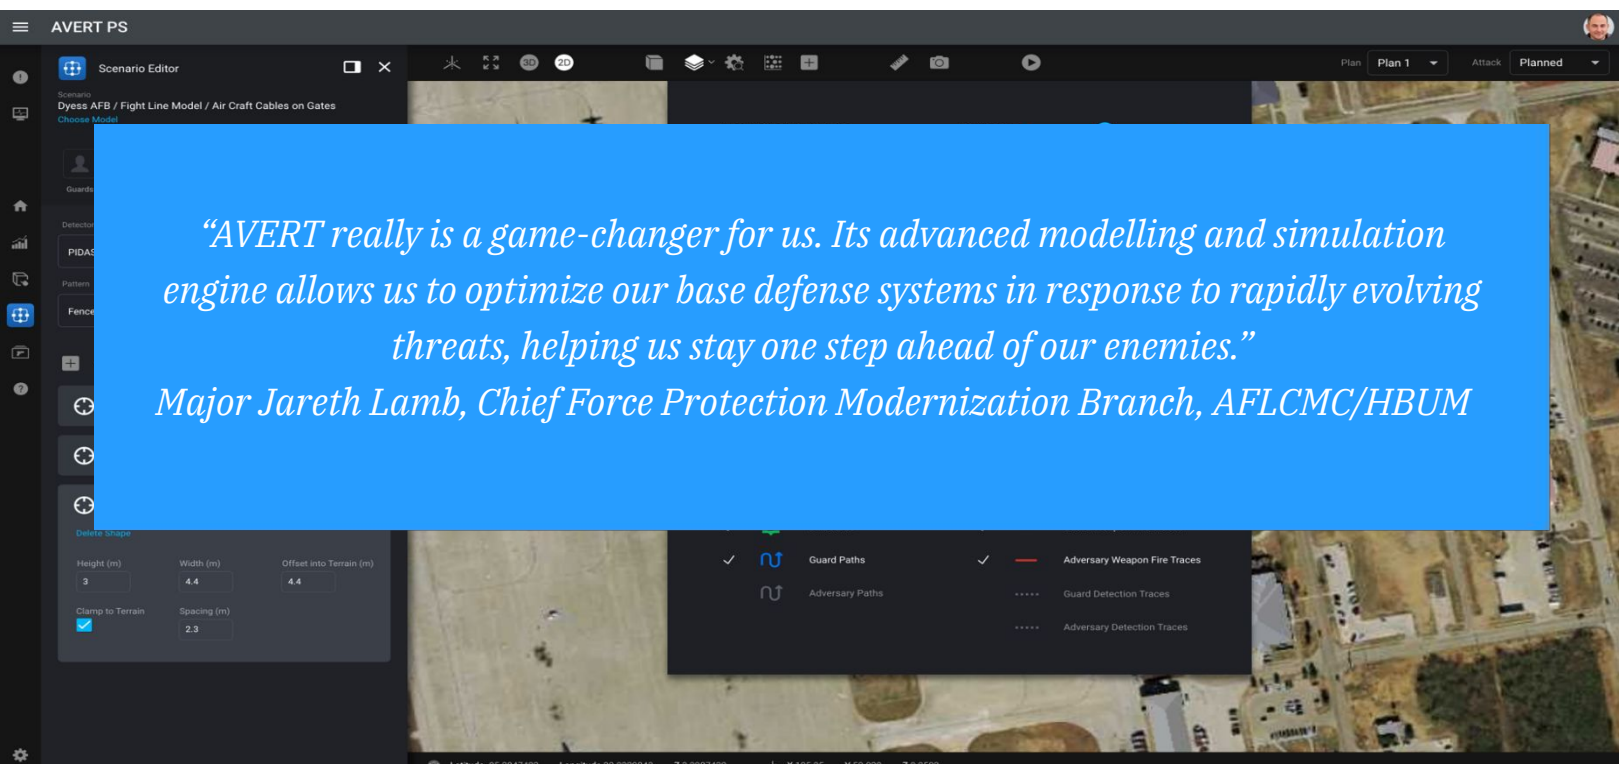 AVERT PS
Scenario Editor
3D
2D
Plan
Plan 1
Attack
Planned
Scenario
Dyess AFB / Fight Line Model / Air Craft Cables on Gates
Choose Model
Guards
Detector
PIDAS
Pattern
Fence
“AVERT really is a game-changer for us. Its advanced modelling and simulation
engine allows us to optimize our base defense systems in response to rapidly evolving
threats, helping us stay one step ahead of our enemies.”
Major Jareth Lamb, Chief Force Protection Modernization Branch, AFLCMC/HBUM
Delete Shape
Height (m)
Width (m)
Offset into Terrain (m)
3
4.4
4.4
Clamp to Terrain
Spacing (m)
2.3
Guard Paths
Adversary Weapon Fire Traces
Adversary Paths
Guard Detection Traces
Adversary Detection Traces